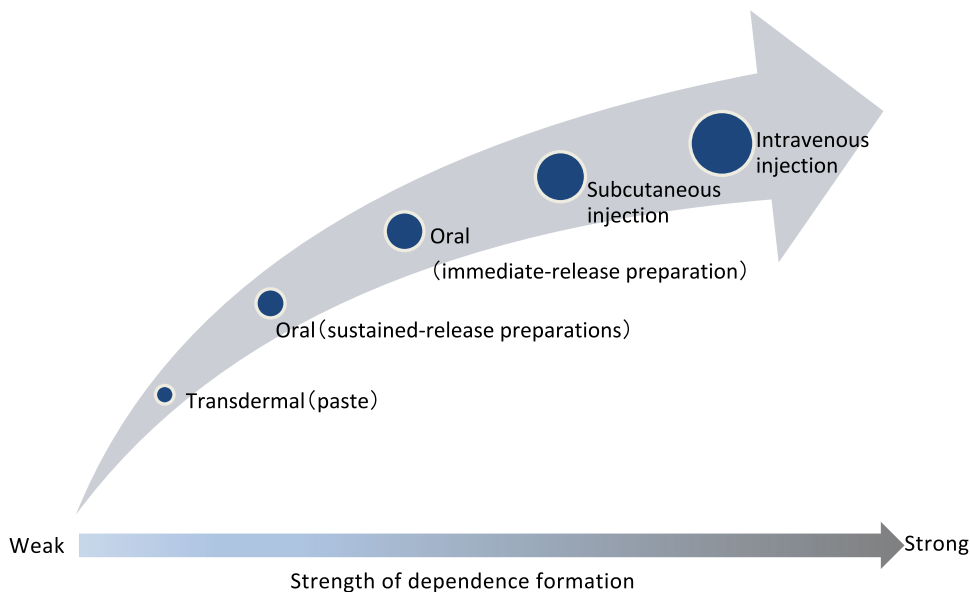 Intravenous
injection
Subcutaneous
injection
Oral
（immediate-release preparation）
Oral（sustained-release preparations）
Transdermal（paste）
Weak
Strong
Strength of dependence formation